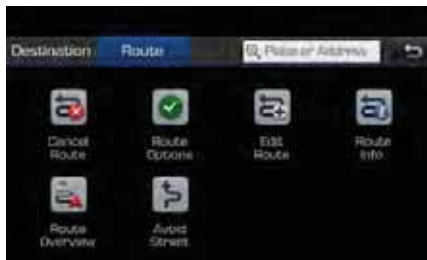 Destination
Route
Place or Address
Cancel
Route
Route
Options
Edit
Route
Route
Info
Route
Overview
Avoid
Street